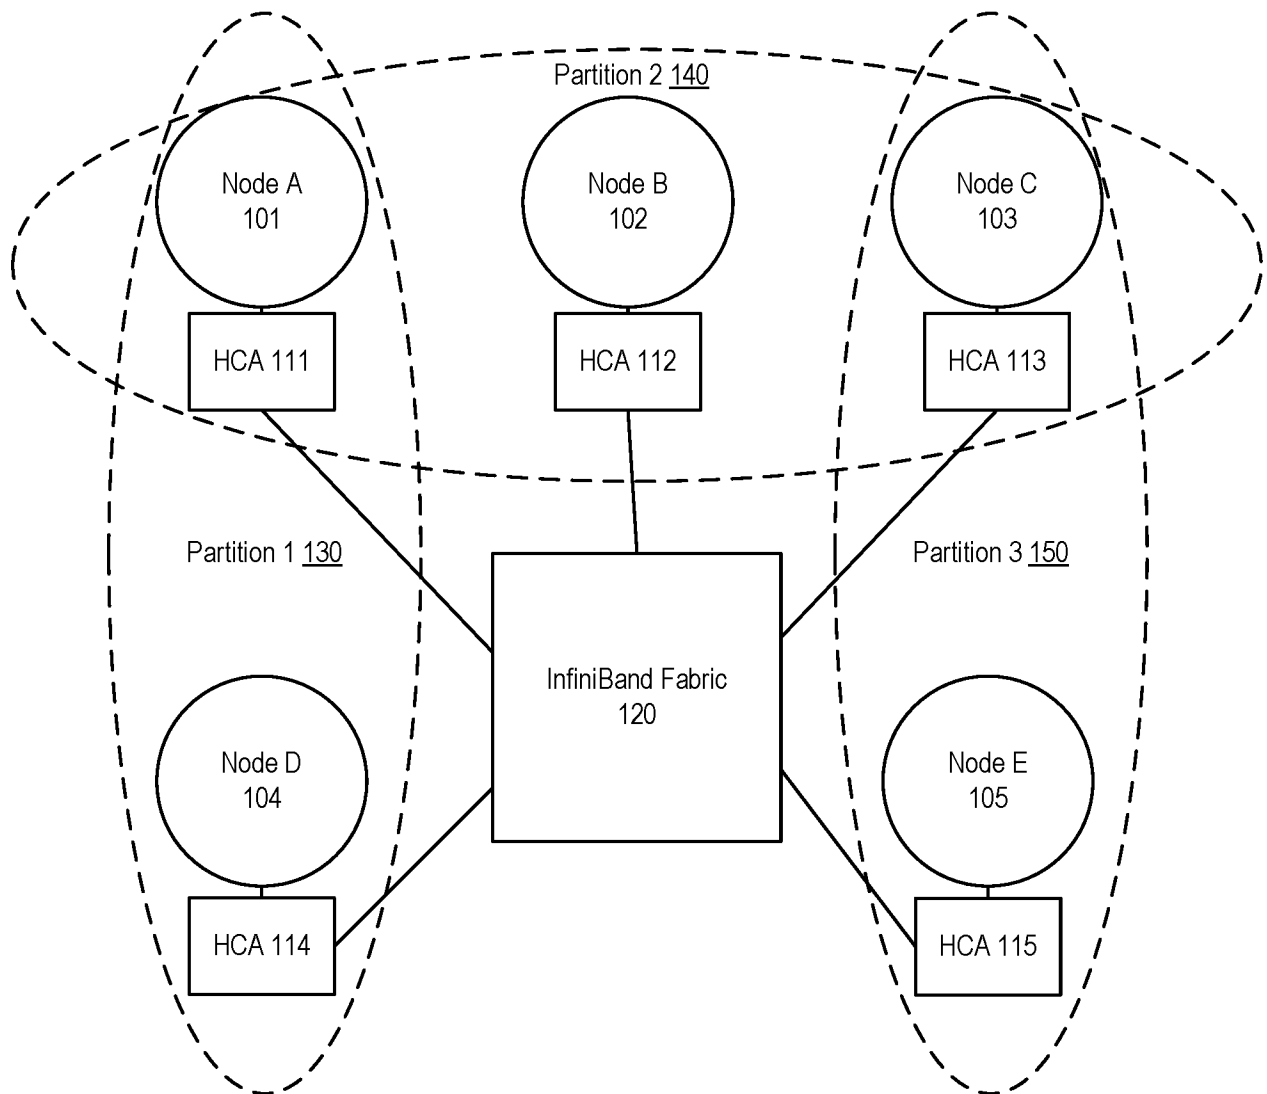 Partition 2 140
Node A
101
Node B
102
Node C
103
HCA 111
HCA 112
HCA 113
Partition 1 130
Partition 3 150
InfiniBand Fabric
120
Node D
104
Node E
105
HCA 114
HCA 115